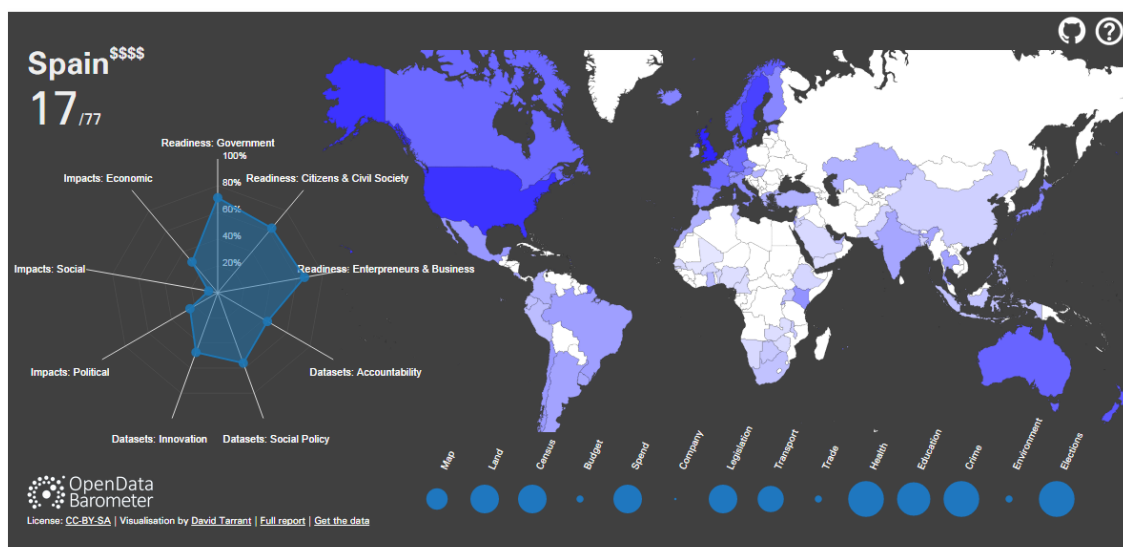 Spain$$$$
17/77
Readiness: Government
100%
Impacts: Economic
80%
Readiness: Citizens & Civil Society
60%
40%
20%
Impacts: Social
Readiness: Enterpreneurs & Business
Impacts: Political
Datasets: Accountability
Datasets: Innovation
Datasets: Social Policy
Map
Land
Census
Budget
Spend
Company
Legislation
Transport
Trade
Health
Education
Crime
Environment
Elections
OpenData
Barometer
License: CC-BY-SA | Visualisation by David Tarrant | Full report | Get the data